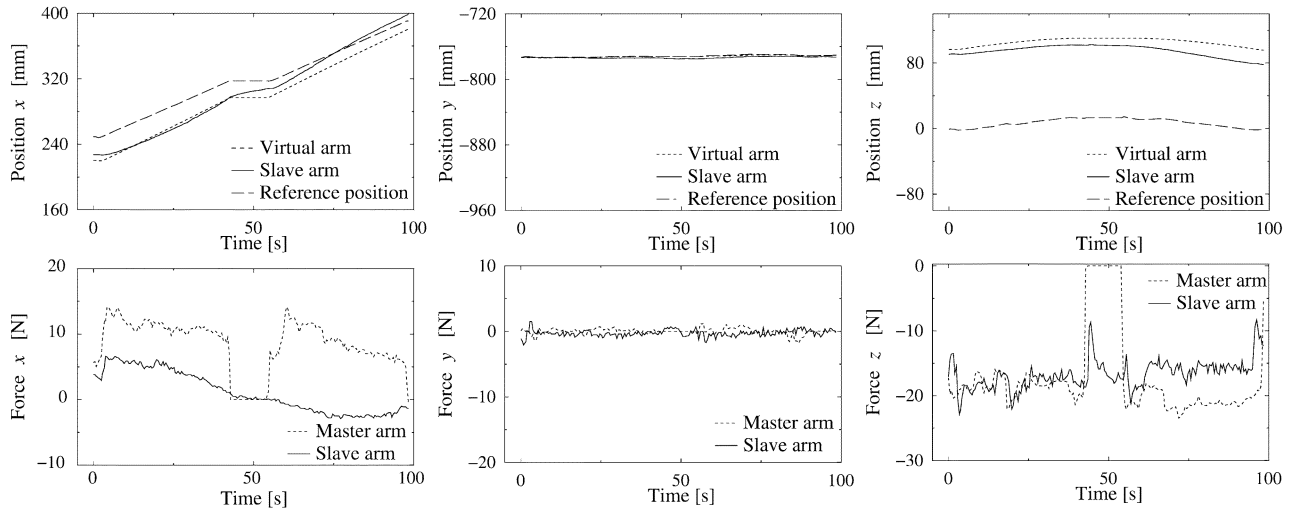 400
320
240
160
Position x [mm]
Virtual arm
Slave arm
Reference position
0
50
100
Time [s]
−720
−800
−880
−960
Position y [mm]
Virtual arm
Slave arm
Reference position
0
50
100
Time [s]
80
0
−80
Position z [mm]
Virtual arm
Slave arm
Reference position
0
50
100
Time [s]
20
10
0
−10
Force x [N]
Master arm
Slave arm
0
50
100
Time [s]
10
0
−10
−20
Force y [N]
Master arm
Slave arm
0
50
100
Time [s]
0
−10
−20
−30
Force z [N]
Master arm
Slave arm
0
50
100
Time [s]